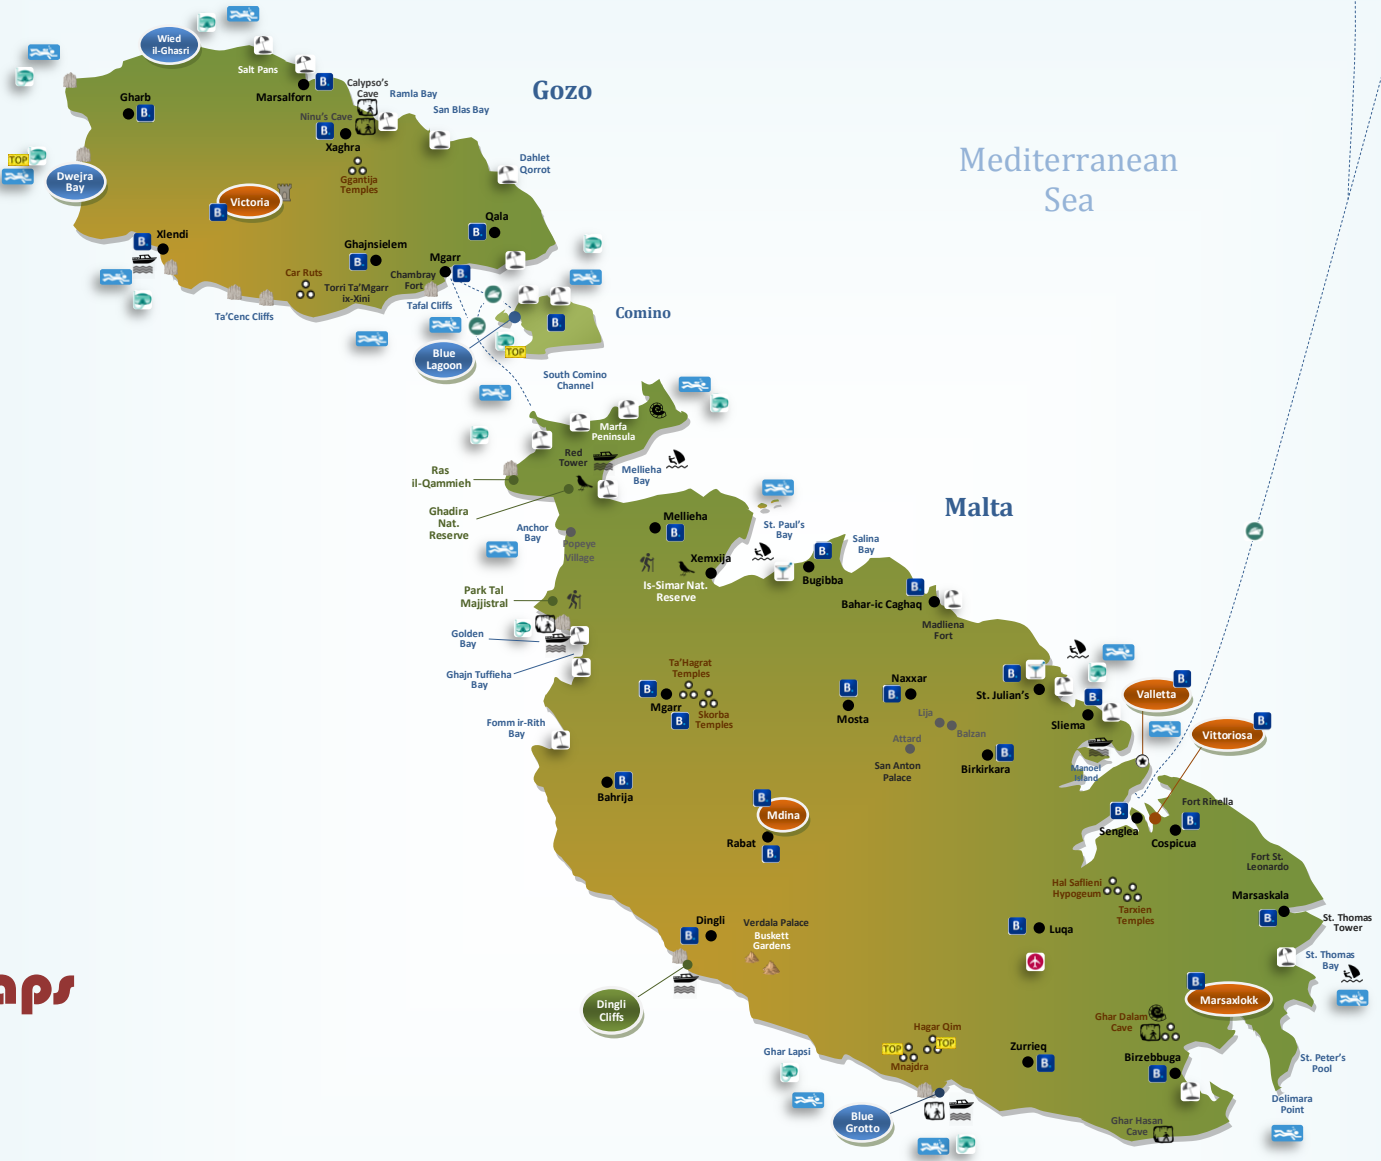 Wied
il-Ghasri
Salt Pans
Gozo
Gharb
B.
Marsalforn
B.
Calypso's
Cave
Ramla Bay
San Blas Bay
Ninu's Cave
B.
Xaghra
Ggantija
Temples
Dahlet
Qorrot
Mediterranean
Sea
TOP
Dwejra
Bay
Victoria
B.
Qala
B.
Xlendi
B.
Ghajnsielem
B.
Mgarr
B.
Chambray
Fort
Car Ruts
Torri Ta'Mgarr
ix-Xini
Tafal Cliffs
Ta'Cenc Cliffs
Comino
B.
Blue
Lagoon
TOP
South Comino
Channel
Marfa
Peninsula
Red
Tower
Mellieha
Bay
Ras
il-Qammieh
Ghadira
Nat.
Reserve
Malta
Anchor
Bay
Popeye
Village
Mellieha
B.
St. Paul's
Bay
Salina
Bay
Xemxija
Is-Simar Nat.
Reserve
B.
Bugibba
B.
Bahar-ic Caghaq
Madliena
Fort
Park Tal
Majjistral
Golden
Bay
Ghajn Tuffieha
Bay
Fomm ir-Rith
Bay
Ta'Hagrat
Temples
B.
Mgarr
B.
Skorba
Temples
B.
Mosta
Naxxar
B.
Lija
Balzan
Attard
San Anton
Palace
Birkirkara
B.
B.
St. Julian's
B.
Sliema
Manoel
Island
Valletta
B.
Vittoriosa
B.
Bahrija
B.
B.
Mdina
Rabat
B.
B.
Senglea
Fort Rinella
B.
Cospicua
Fort St.
Leonardo
Hal Saflieni
Hypogeum
Tarxien
Temples
Marsaskala
B.
St. Thomas
Tower
St. Thomas
Bay
Dingli
B.
Verdala Palace
Buskett
Gardens
B.
Luqa
aps
Dingli
Cliffs
B.
Marsaxlokk
Ghar Dalam
Cave
Hagar Qim
TOP
TOP
Mnajdra
Ghar Lapsi
Zurrieq
B.
Birzebbuga
B.
St. Peter's
Pool
Delimara
Point
Blue
Grotto
Ghar Hasan
Cave